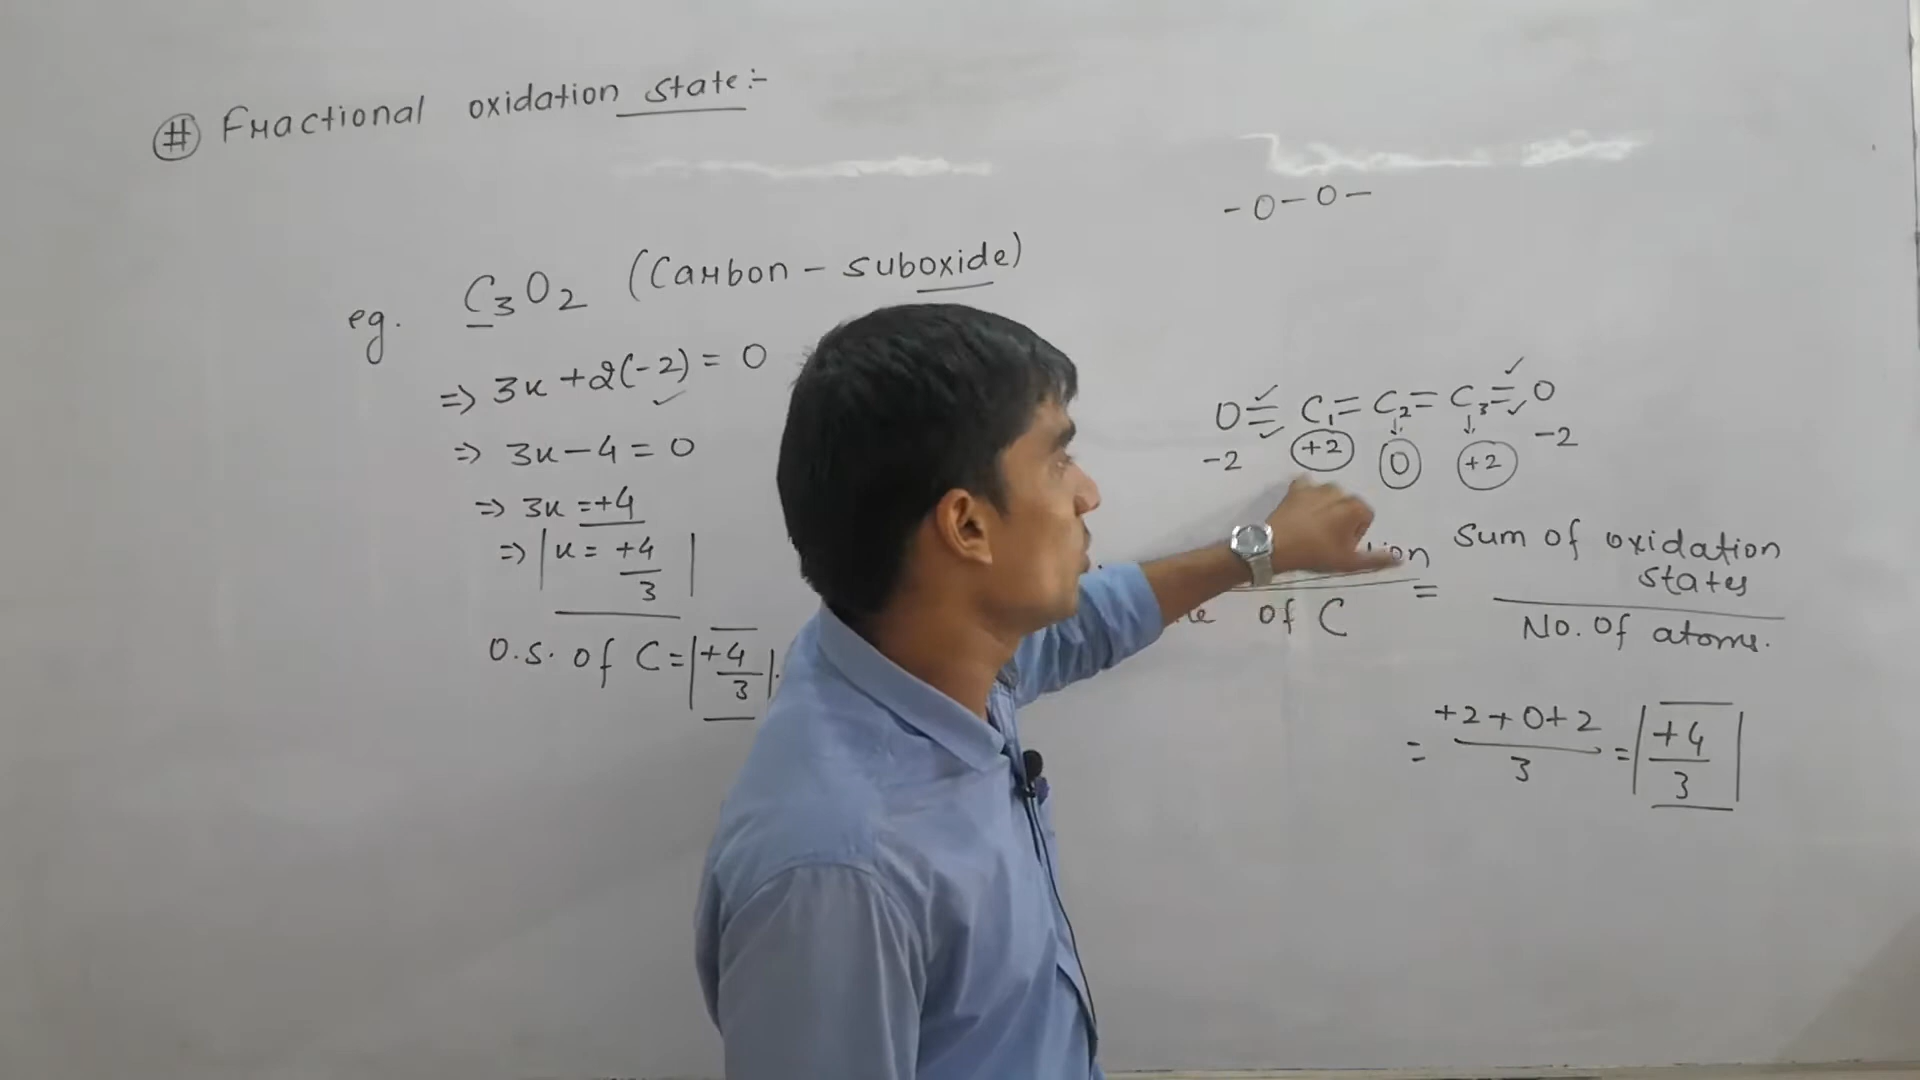 # Fractional oxidation state:-
-O-O-
eg. C₃O₂ (Carbon-suboxide)
=> 3x+2(-2) = 0
=> 3x-4 = 0
=> 3x =+4
=> |x= +4/3|
O.S. of C=|+4/3|.
O=C₁=C₂=C₃=O
-2 +2 0 +2 -2
of C = Sum of oxidation states / No. of atoms.
= +2+0+2/3 =|+4/3|